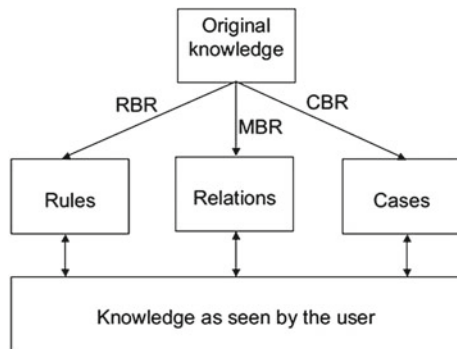 Original
knowledge
RBR
MBR
CBR
Rules
Relations
Cases
Knowledge as seen by the user